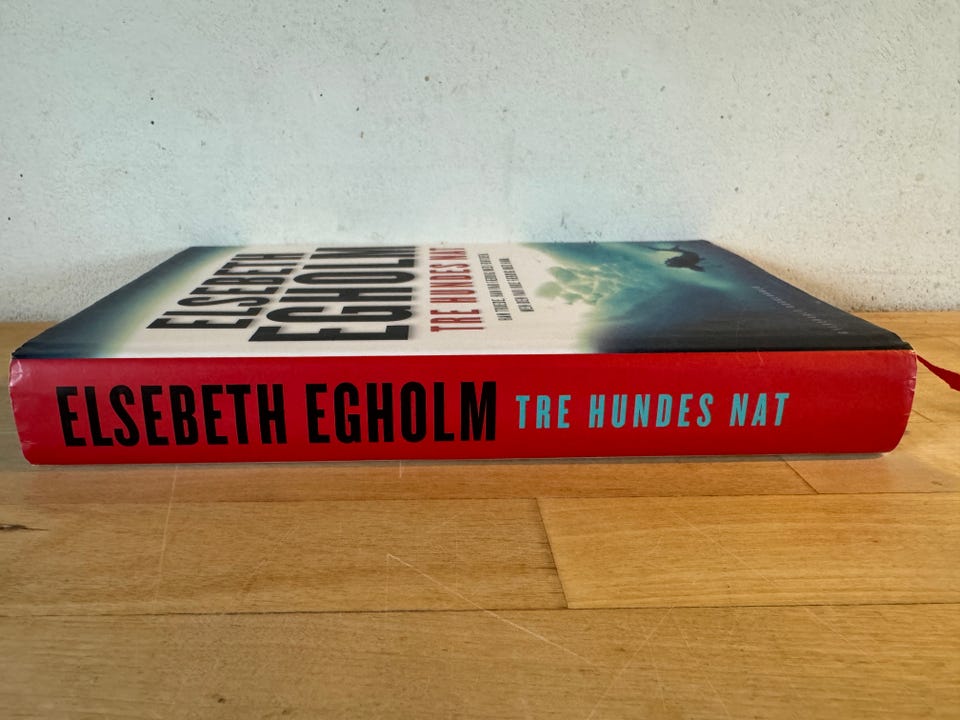 ELSEBETH
EGHOLM
TRE HUNDES NAT
ELSEBETH EGHOLM TRE HUNDES NAT